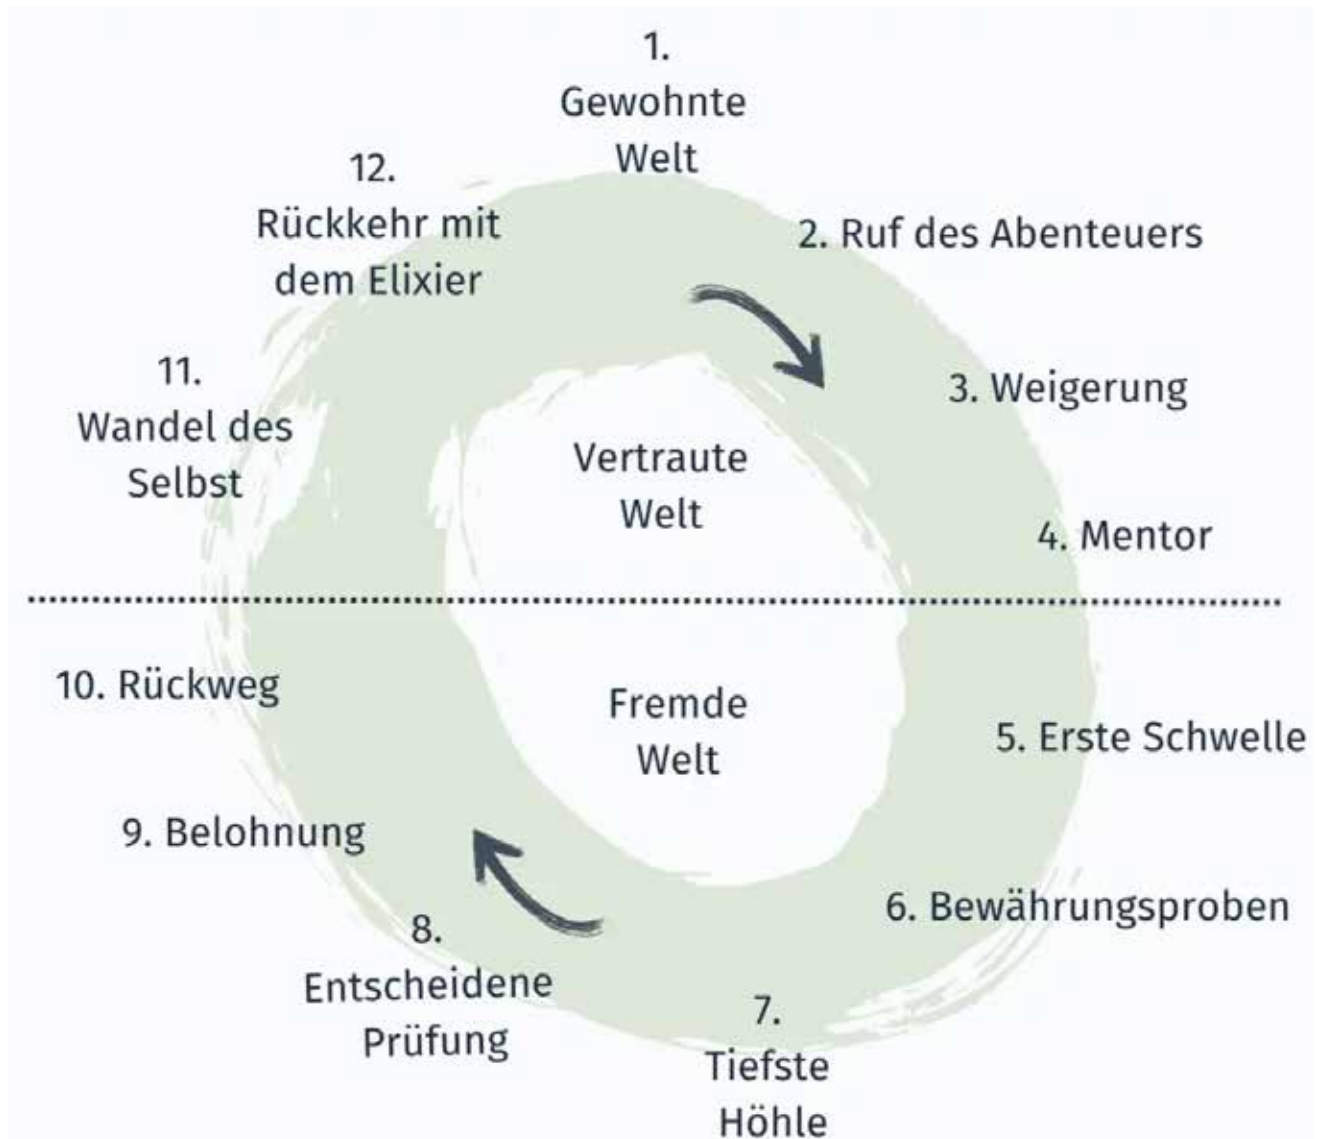 1.
Gewohnte
Welt
2. Ruf des Abenteuers
3. Weigerung
4. Mentor
5. Erste Schwelle
6. Bewährungsproben
7.
Tiefste
Höhle
8.
Entscheidene
Prüfung
9. Belohnung
10. Rückweg
11.
Wandel des
Selbst
12.
Rückkehr mit
dem Elixier
Vertraute
Welt
Fremde
Welt